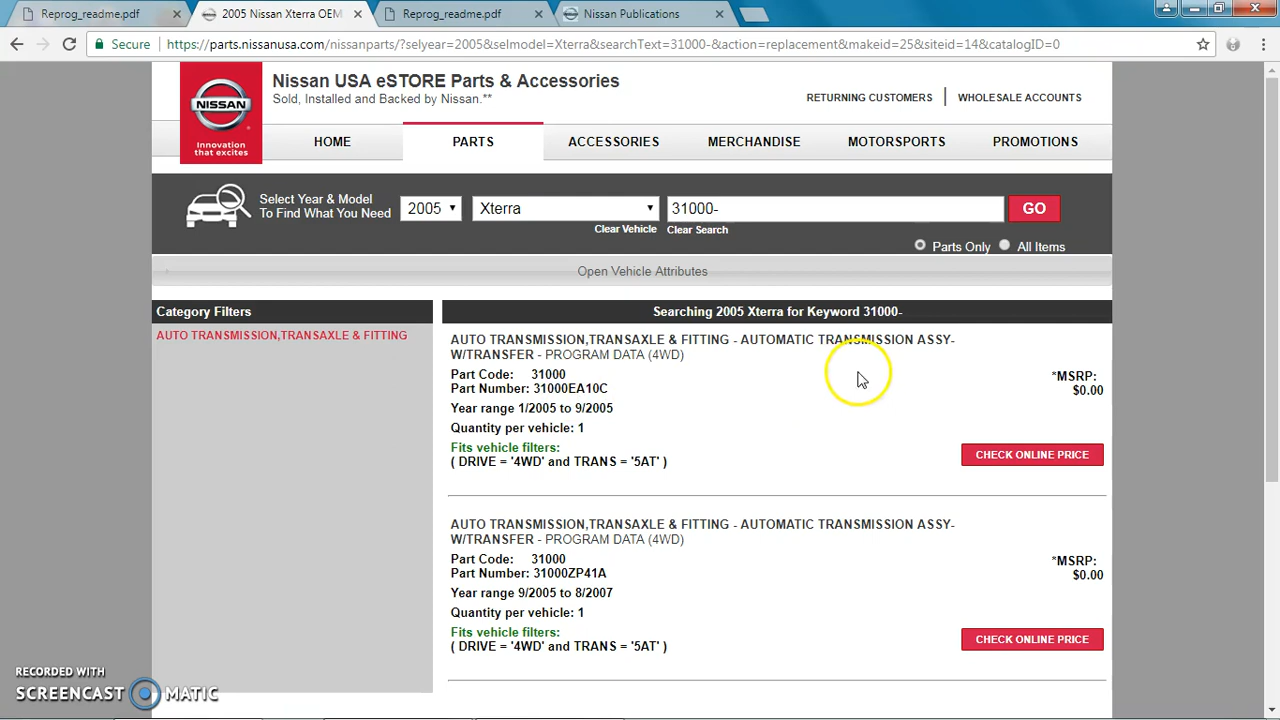 Reprog_readme.pdf
2005 Nissan Xterra OEM
Reprog_readme.pdf
Nissan Publications
Secure
https://parts.nissanusa.com/nissanparts/?selyear=2005&selmodel=Xterra&searchText=31000-&action=replacement&makeid=25&siteid=14&catalogID=0
NISSAN
Innovation
that excites
Nissan USA eSTORE Parts & Accessories
Sold, Installed and Backed by Nissan.**
RETURNING CUSTOMERS
WHOLESALE ACCOUNTS
HOME
PARTS
ACCESSORIES
MERCHANDISE
MOTORSPORTS
PROMOTIONS
Select Year & Model
To Find What You Need
2005
Xterra
31000-
GO
Clear Vehicle
Clear Search
Parts Only
All Items
Open Vehicle Attributes
Category Filters
AUTO TRANSMISSION,TRANSAXLE & FITTING
Searching 2005 Xterra for Keyword 31000-
AUTO TRANSMISSION,TRANSAXLE & FITTING - AUTOMATIC TRANSMISSION ASSY-
W/TRANSFER - PROGRAM DATA (4WD)
Part Code: 31000
Part Number: 31000EA10C
Year range 1/2005 to 9/2005
Quantity per vehicle: 1
Fits vehicle filters:
( DRIVE = '4WD' and TRANS = '5AT' )
*MSRP:
$0.00
CHECK ONLINE PRICE
AUTO TRANSMISSION,TRANSAXLE & FITTING - AUTOMATIC TRANSMISSION ASSY-
W/TRANSFER - PROGRAM DATA (4WD)
Part Code: 31000
Part Number: 31000ZP41A
Year range 9/2005 to 8/2007
Quantity per vehicle: 1
Fits vehicle filters:
( DRIVE = '4WD' and TRANS = '5AT' )
*MSRP:
$0.00
CHECK ONLINE PRICE
RECORDED WITH
SCREENCAST MATIC